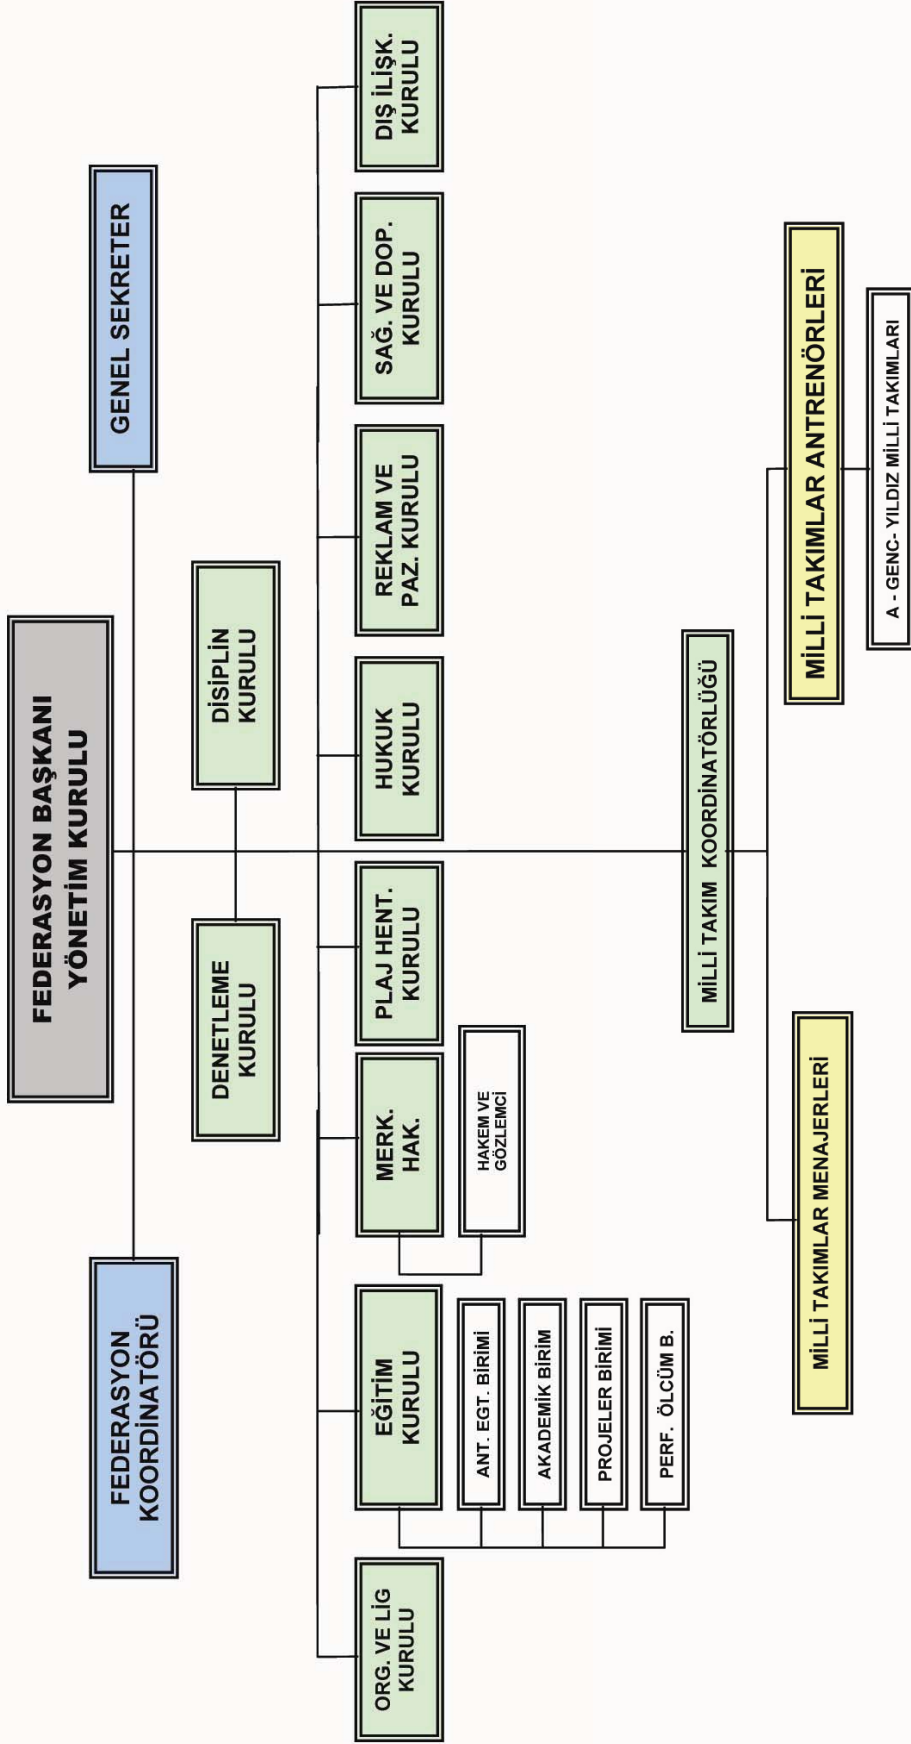 FEDERASYON BAŞKANI
YÖNETİM KURULU
FEDERASYON
KOORDİNATÖRÜ
GENEL SEKRETER
DENETLEME
KURULU
DİSİPLİN
KURULU
ORG. VE LİG
KURULU
EĞİTİM
KURULU
MERK.
HAK.
PLAJ HENT.
KURULU
HUKUK
KURULU
REKLAM VE
PAZ. KURULU
SAĞ. VE DOP.
KURULU
DIŞ İLİŞK.
KURULU
ANT. EGT. BİRİMİ
AKADEMİK BİRİM
PROJELER BİRİMİ
PERF. ÖLCÜM B.
HAKEM VE
GÖZLEMCİ
MİLLİ TAKIM KOORDİNATÖRLÜĞÜ
MİLLİ TAKIMLAR MENAJERLERİ
MİLLİ TAKIMLAR ANTRENÖRLERİ
A - GENC- YILDIZ MİLLİ TAKIMLARI